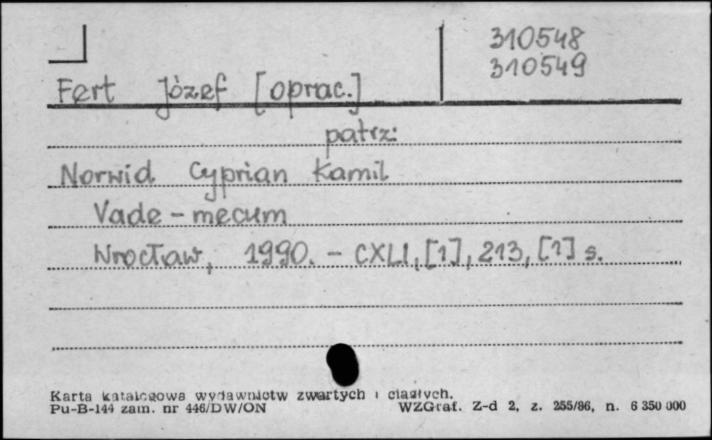 310548
310549
Fert Józef [oprac.]
patrz:
Norwid Cyprian Kamil
Vade-mecum
Wrocław, 1990. - CXLI, [1], 213, [1] s.
Karta katalogowa wydawnictw zwartych i ciągłych.
Pu-B-144 zam. nr 446/DW/ON WZGraf. Z-d 2, z. 255/86, n. 6 350 000